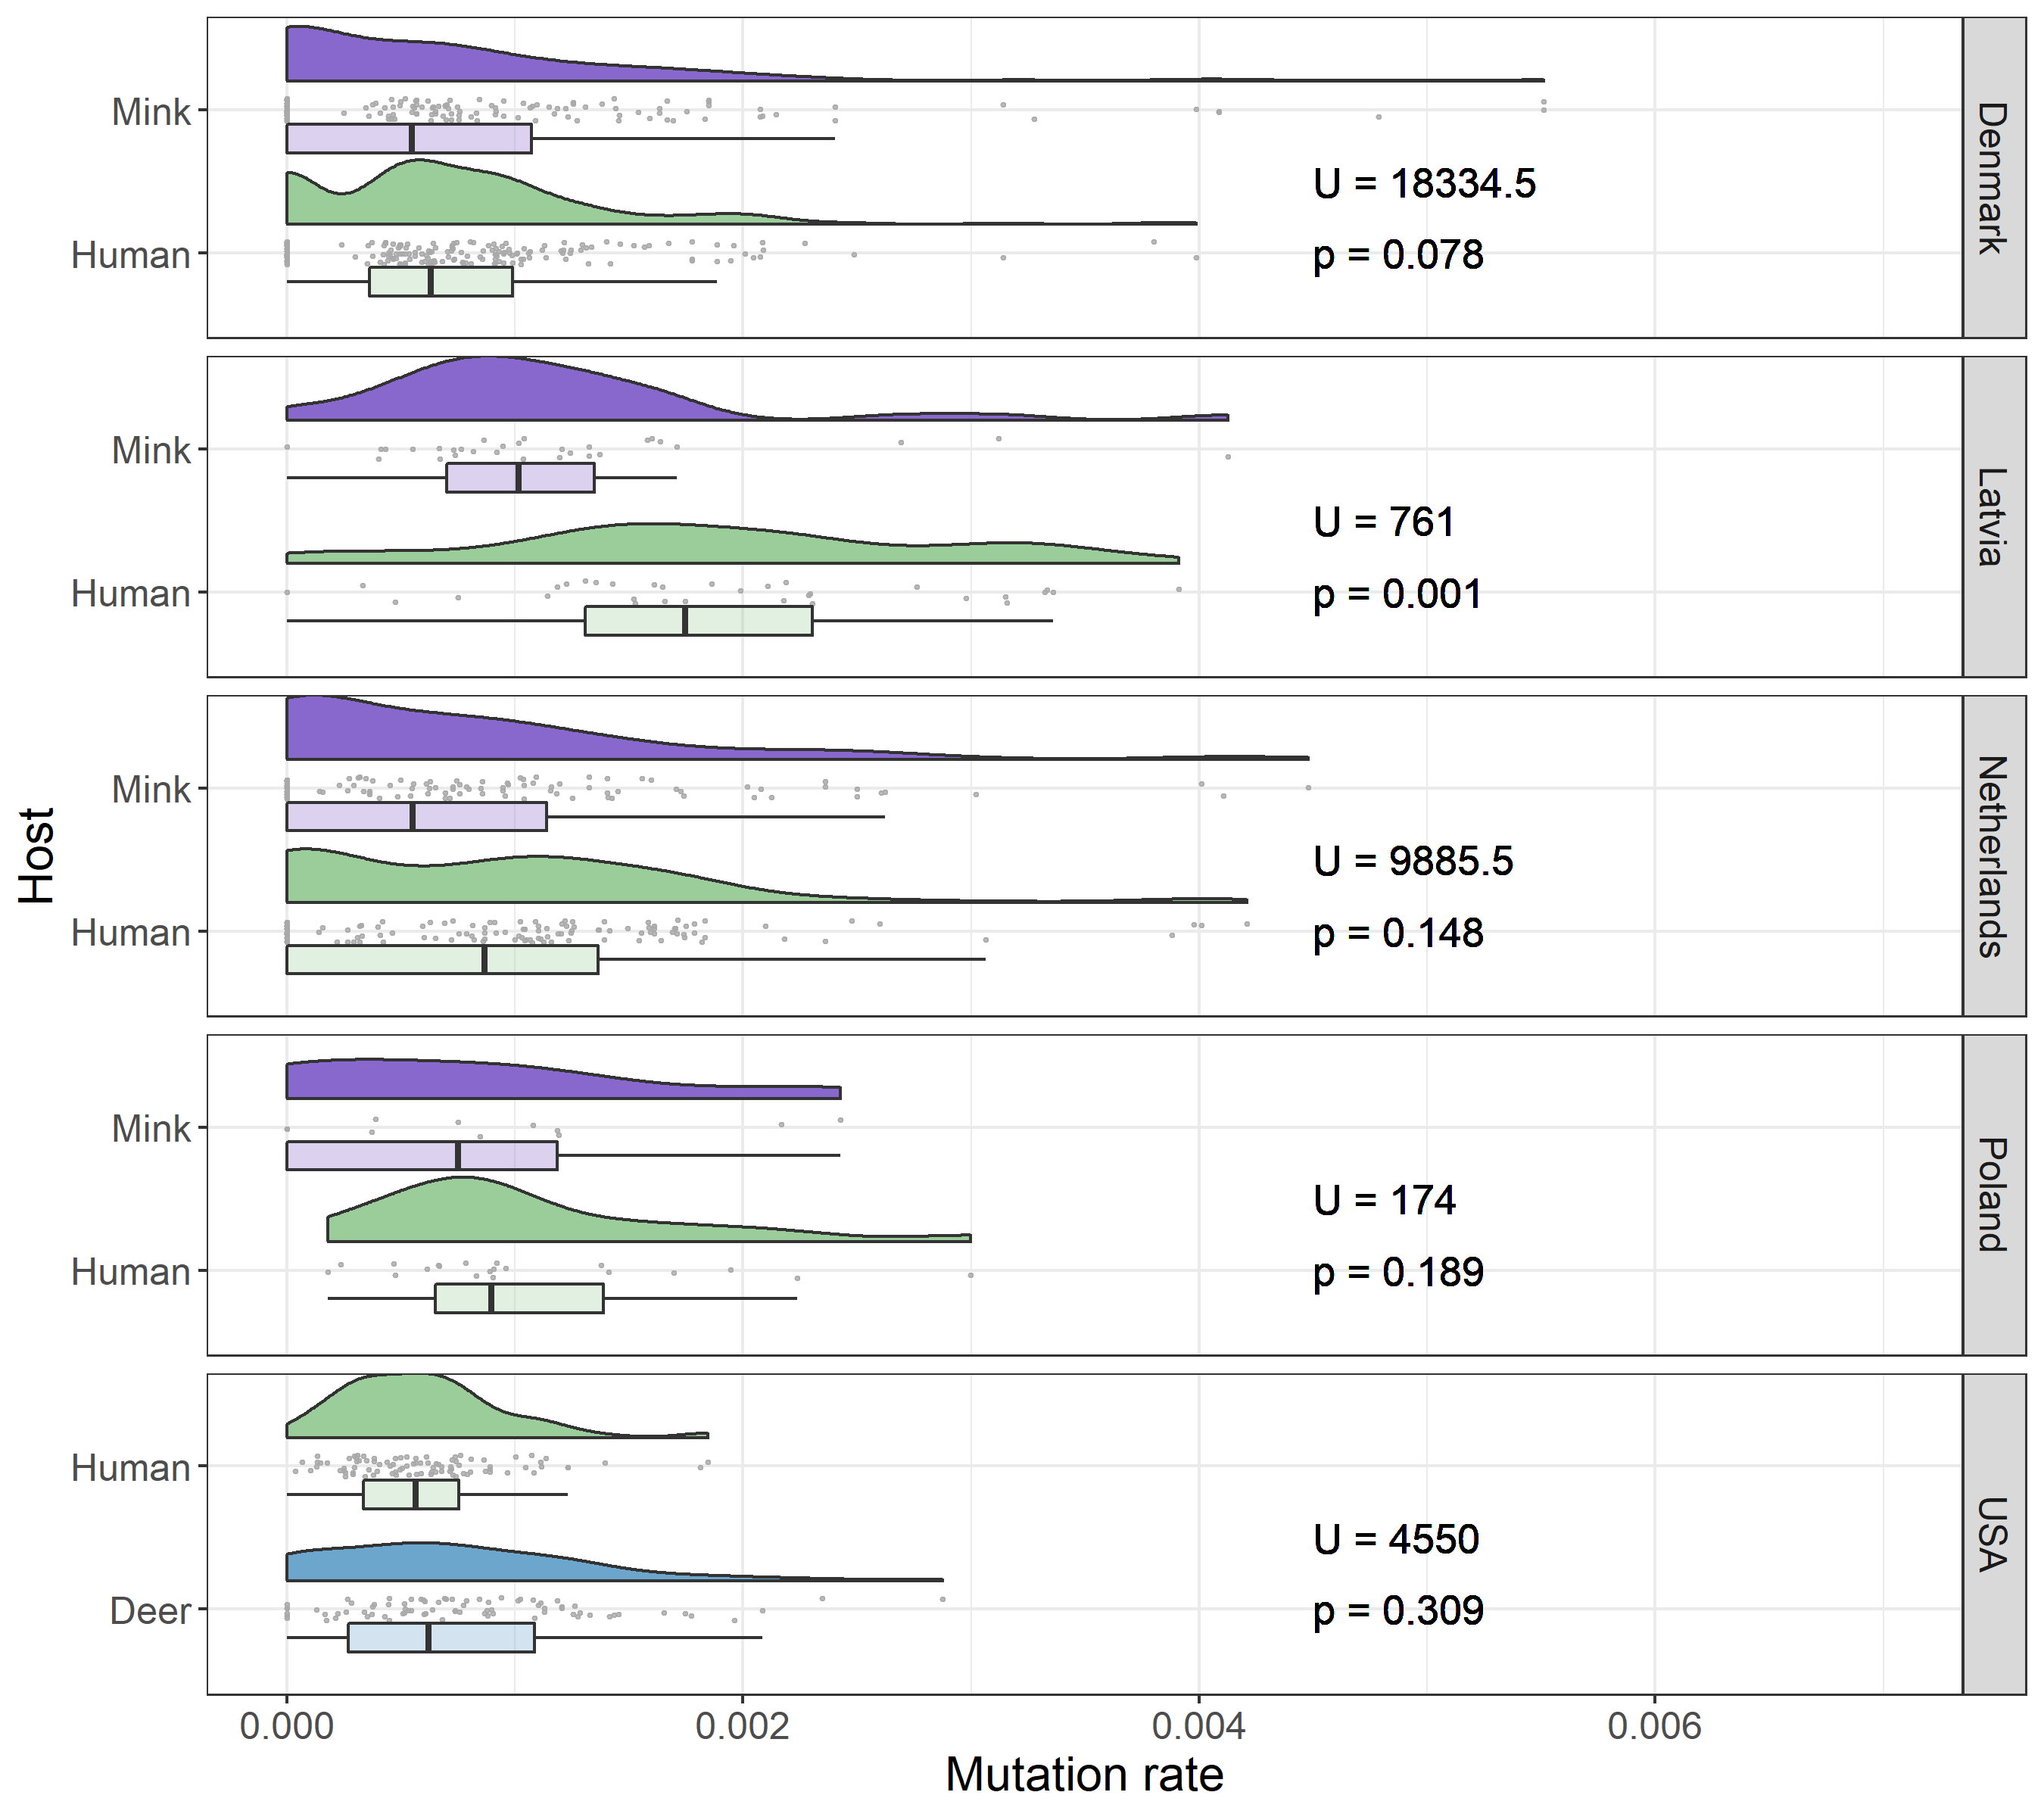 Mink
Human
U = 18334.5
p = 0.078
Denmark
Mink
Human
U = 761
p = 0.001
Latvia
Mink
Human
U = 9885.5
p = 0.148
Netherlands
Mink
Human
U = 174
p = 0.189
Poland
Human
Deer
U = 4550
p = 0.309
USA
Host
0.000
0.002
0.004
0.006
Mutation rate